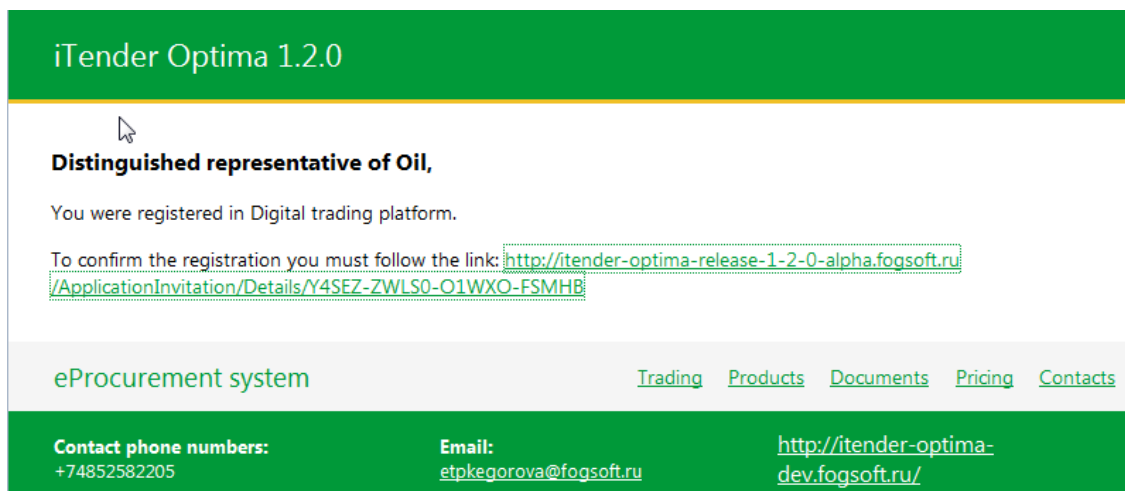 iTender Optima 1.2.0
Distinguished representative of Oil,
You were registered in Digital trading platform.
To confirm the registration you must follow the link: http://itender-optima-release-1-2-0-alpha.fogsoft.ru
/ApplicationInvitation/Details/Y4SEZ-ZWLS0-O1WXO-FSMHB
eProcurement system Trading Products Documents Pricing Contacts
Contact phone numbers:
+74852582205
Email:
etpkegorova@fogsoft.ru
http://itender-optima-
dev.fogsoft.ru/